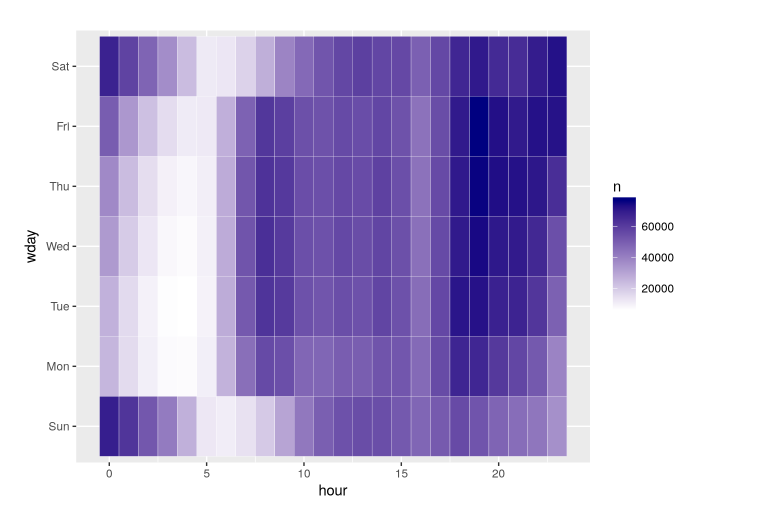 Sat
Fri
Thu
Wed
Tue
Mon
Sun
wday
0 5 10 15 20
hour
n
60000
40000
20000